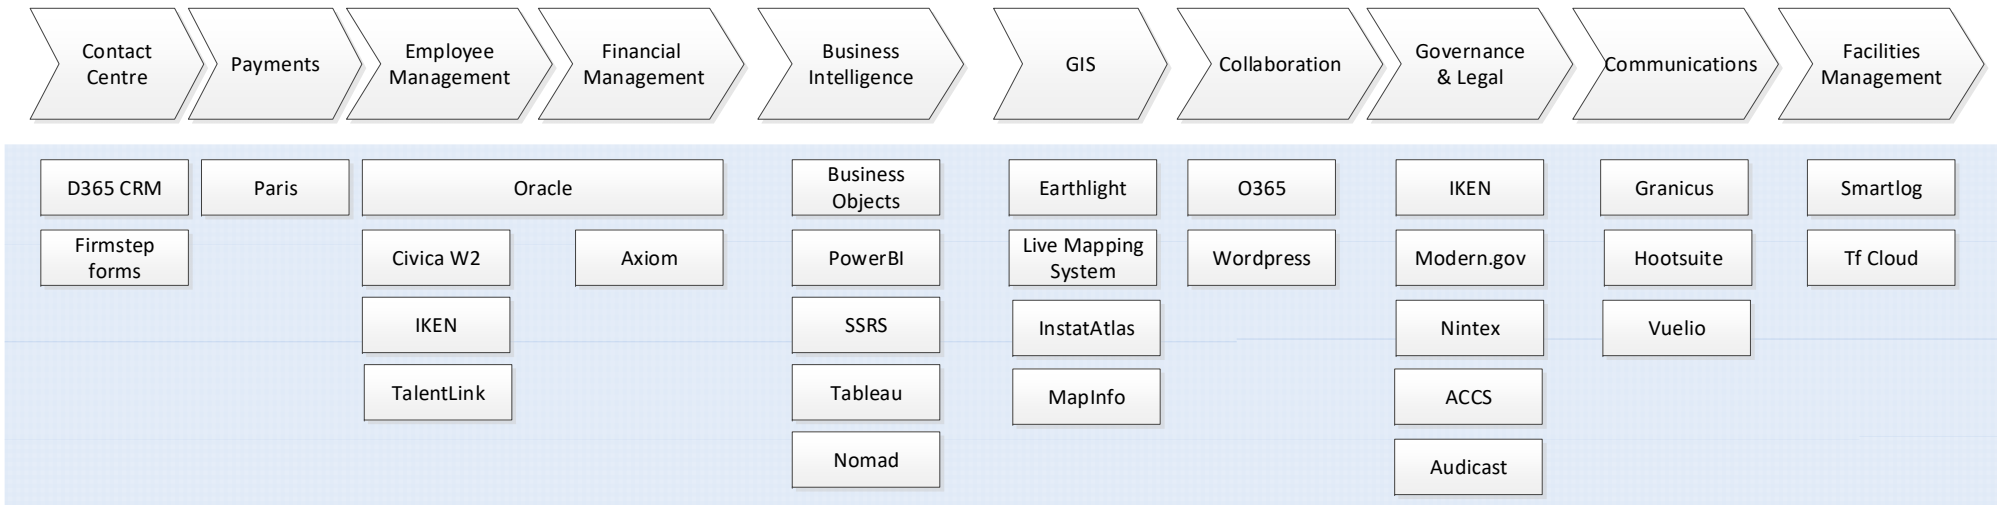 Contact
Centre
Payments
Employee
Management
Financial
Management
Business
Intelligence
GIS
Collaboration
Governance
& Legal
Communications
Facilities
Management
D365 CRM
Paris
Oracle
Business
Objects
Earthlight
O365
IKEN
Granicus
Smartlog
Firmstep
forms
Civica W2
Axiom
PowerBI
Live Mapping
System
Wordpress
Modern.gov
Hootsuite
Tf Cloud
IKEN
SSRS
InstatAtlas
Nintex
Vuelio
TalentLink
Tableau
MapInfo
ACCS
Nomad
Audicast